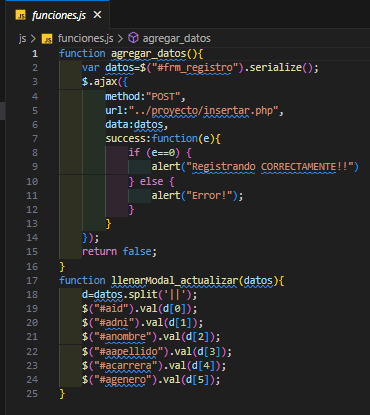 JS funciones.js ×
js > JS funciones.js > agregar_datos
1 function agregar_datos(){
2     var datos=$("#frm_registro").serialize();
3     $.ajax({
4         method:"POST",
5         url:"../proyecto/insertar.php",
6         data:datos,
7         success:function(e){
8             if (e==0) {
9                 alert("Registrando CORRECTAMENTE!!")
10             } else {
11                 alert("Error!");
12             }
13         }
14     });
15     return false;
16 }
17 function llenarModal_actualizar(datos){
18     d=datos.split('||');
19     $("#aid").val(d[0]);
20     $("#adni").val(d[1]);
21     $("#anombre").val(d[2]);
22     $("#aapellido").val(d[3]);
23     $("#acarrera").val(d[4]);
24     $("#agenero").val(d[5]);
25 }